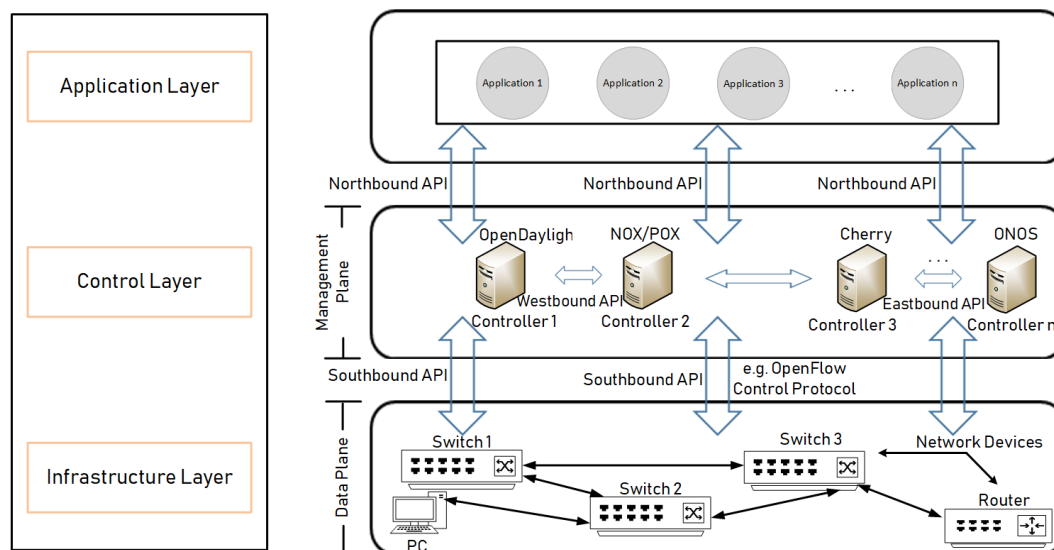 Application Layer
Control Layer
Infrastructure Layer
Application 1
Application 2
Application 3
. . .
Application n
Northbound API
Northbound API
Northbound API
Management
Plane
OpenDayligh
NOX/POX
Cherry
ONOS
...
Westbound API
Eastbound API
Controller 1
Controller 2
Controller 3
Controller n
Southbound API
Southbound API
e.g. OpenFlow
Control Protocol
Data Plane
Switch 1
Switch 2
Switch 3
Network Devices
Router
PC